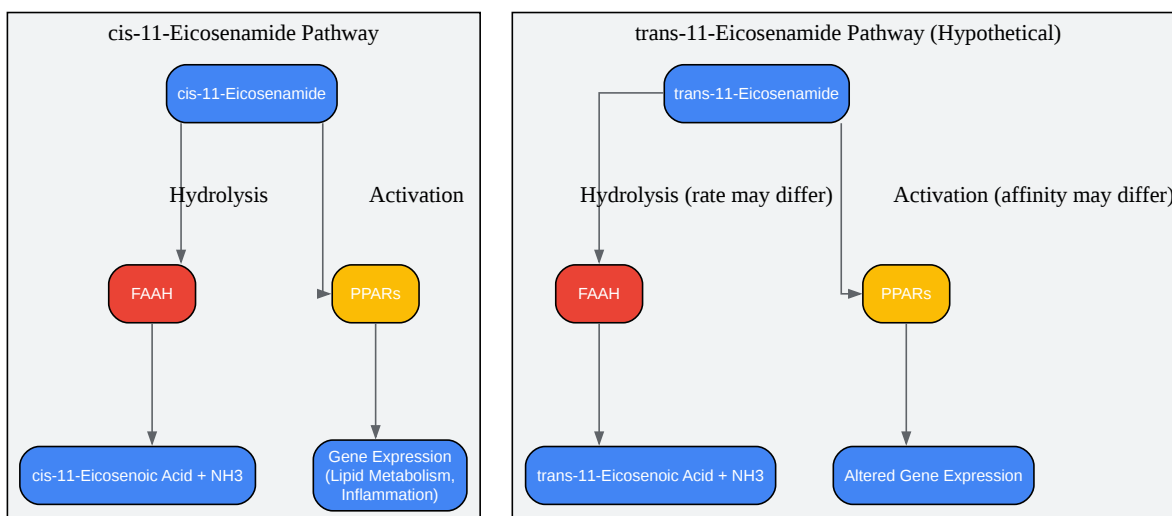 cis-11-Eicosenamide Pathway
cis-11-Eicosenamide
Hydrolysis
Activation
FAAH
PPARs
cis-11-Eicosenoic Acid + NH3
Gene Expression
(Lipid Metabolism,
Inflammation)
trans-11-Eicosenamide Pathway (Hypothetical)
trans-11-Eicosenamide
Hydrolysis (rate may differ)
Activation (affinity may differ)
FAAH
PPARs
trans-11-Eicosenoic Acid + NH3
Altered Gene Expression